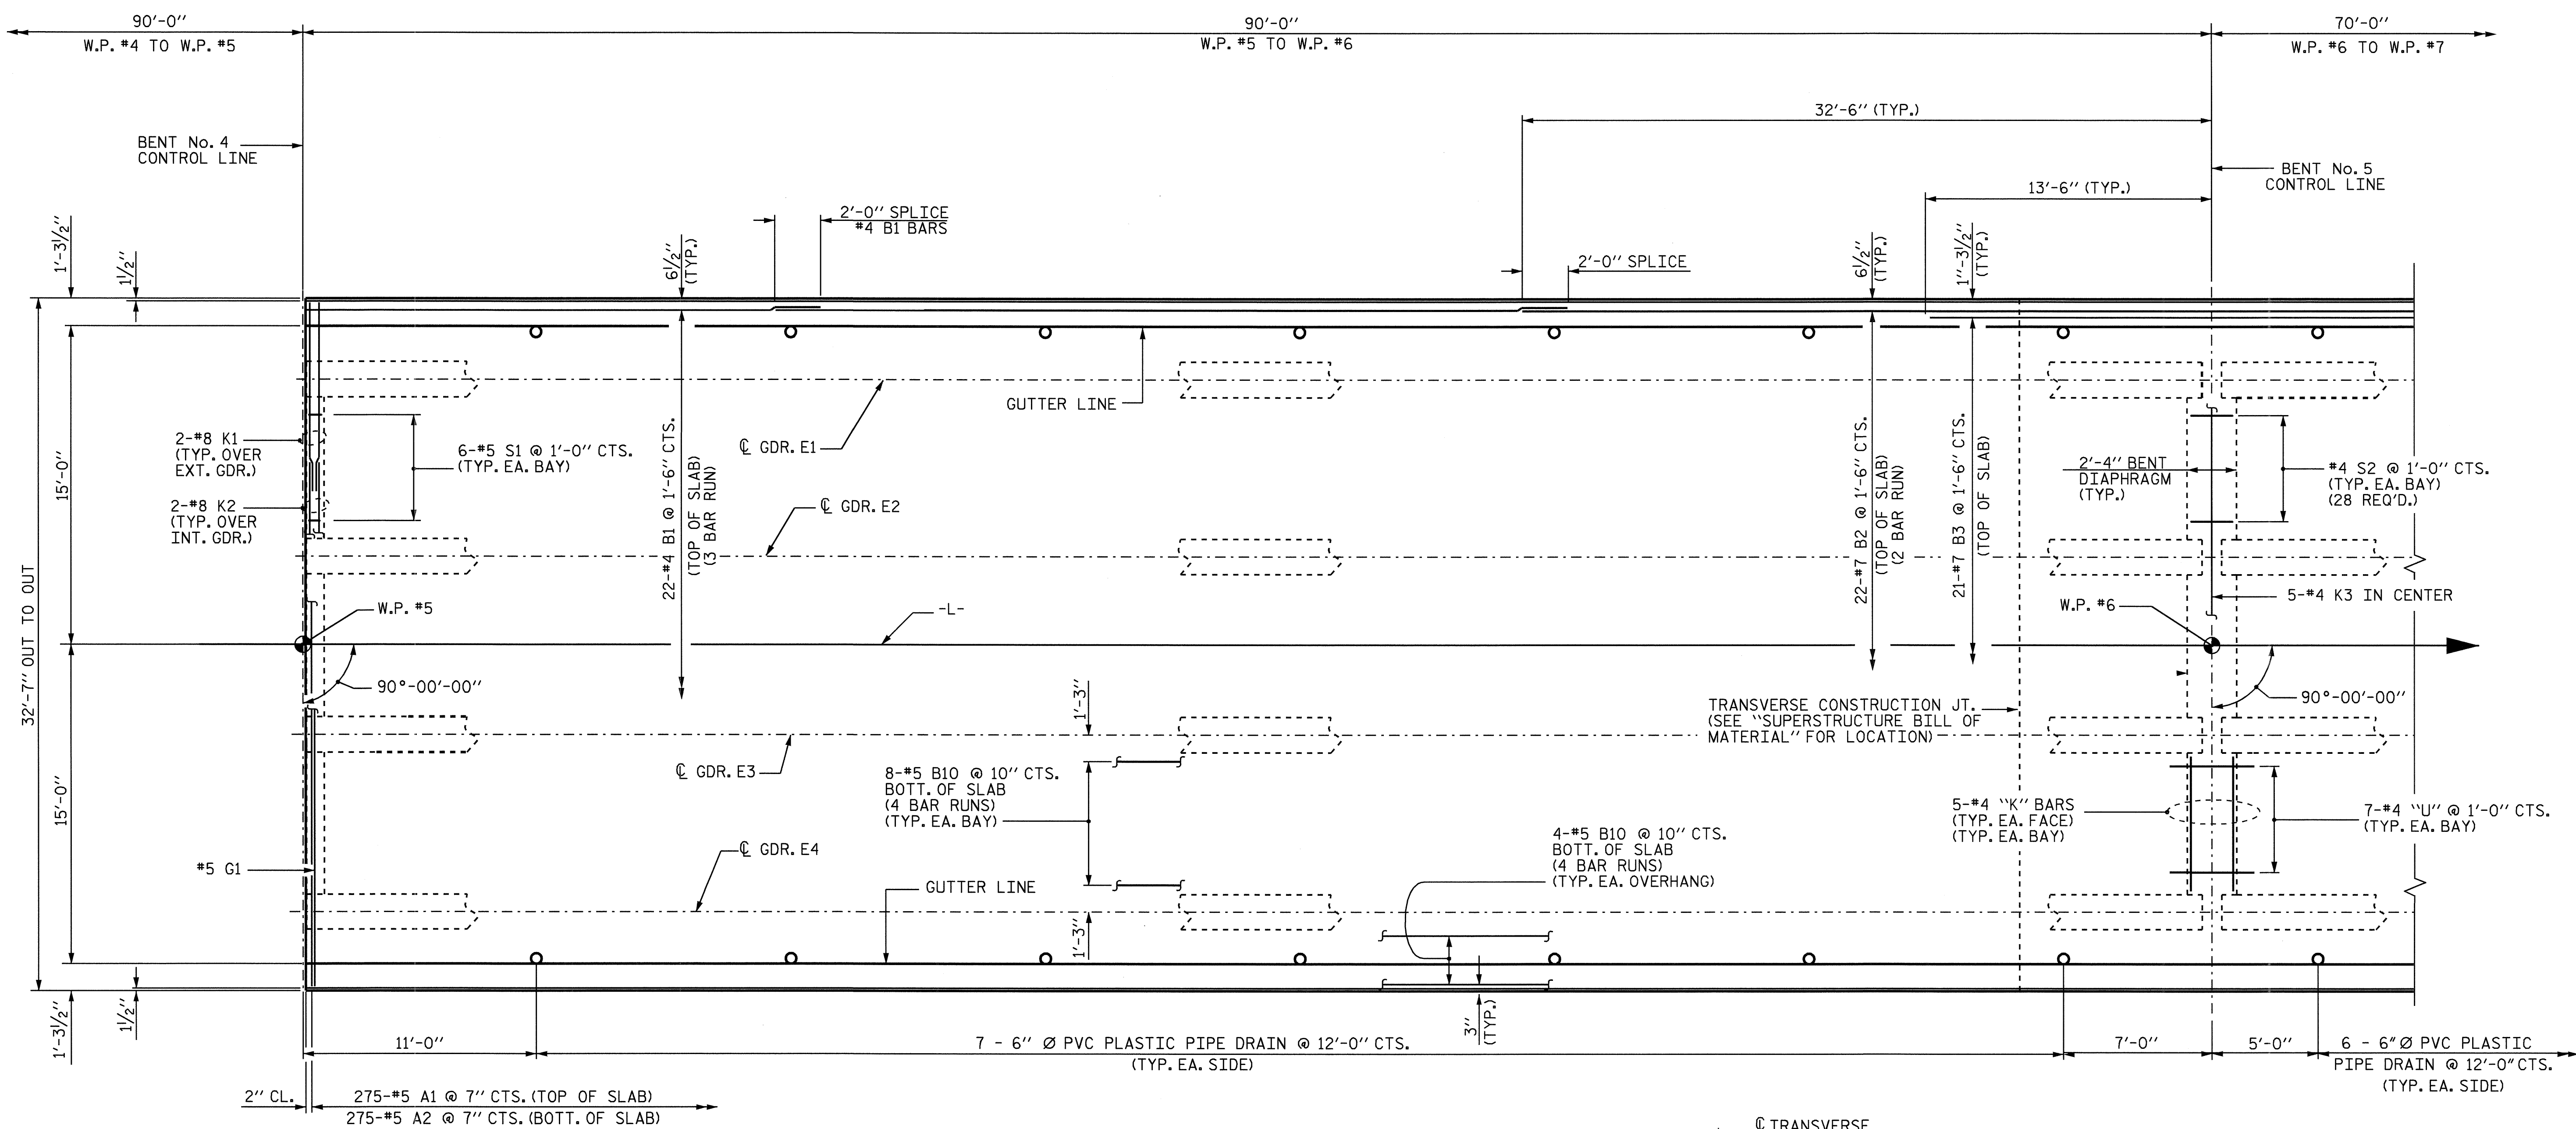 90'-0"
W.P. #4 TO W.P. #5
90'-0"
W.P. #5 TO W.P. #6
70'-0"
W.P. #6 TO W.P. #7
32'-6" (TYP.)
BENT No. 4
CONTROL LINE
BENT No. 5
CONTROL LINE
13'-6" (TYP.)
2'-0" SPLICE
#4 B1 BARS
2'-0" SPLICE
1'-3½"
1½"
6½"
(TYP.)
6½"
(TYP.)
1"-3½"
(TYP.)
32'-7" OUT TO OUT
15'-0"
15'-0"
2-#8 K1
(TYP. OVER
EXT. GDR.)
6-#5 S1 @ 1'-0" CTS.
(TYP. EA. BAY)
2-#8 K2
(TYP. OVER
INT. GDR.)
22-#4 B1 @ 1'-6" CTS.
(TOP OF SLAB)
(3 BAR RUN)
GUTTER LINE
℄ GDR. E1
℄ GDR. E2
22-#7 B2 @ 1'-6" CTS.
(TOP OF SLAB)
(2 BAR RUN)
21-#7 B3 @ 1'-6" CTS.
(TOP OF SLAB)
2'-4" BENT
DIAPHRAGM
(TYP.)
#4 S2 @ 1'-0" CTS.
(TYP. EA. BAY)
(28 REQ'D.)
5-#4 K3 IN CENTER
W.P. #5
-L-
W.P. #6
90°-00'-00"
90°-00'-00"
1'-3"
TRANSVERSE CONSTRUCTION JT.
(SEE "SUPERSTRUCTURE BILL OF
MATERIAL" FOR LOCATION)
℄ GDR. E3
8-#5 B10 @ 10" CTS.
BOTT. OF SLAB
(4 BAR RUNS)
(TYP. EA. BAY)
5-#4 "K" BARS
(TYP. EA. FACE)
(TYP. EA. BAY)
7-#4 "U" @ 1'-0" CTS.
(TYP. EA. BAY)
4-#5 B10 @ 10" CTS.
BOTT. OF SLAB
(4 BAR RUNS)
(TYP. EA. OVERHANG)
℄ GDR. E4
#5 G1
GUTTER LINE
1'-3"
1'-3½"
1½"
3"
(TYP.)
11'-0"
7 - 6" Ø PVC PLASTIC PIPE DRAIN @ 12'-0" CTS.
(TYP. EA. SIDE)
7'-0"
5'-0"
6 - 6" Ø PVC PLASTIC
PIPE DRAIN @ 12'-0" CTS.
(TYP. EA. SIDE)
2" CL.
275-#5 A1 @ 7" CTS. (TOP OF SLAB)
275-#5 A2 @ 7" CTS. (BOTT. OF SLAB)
℄ TRANSVERSE